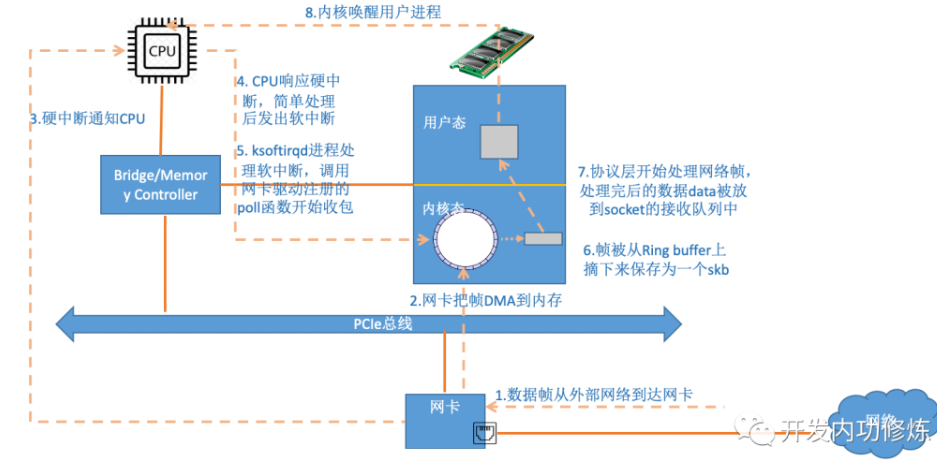 8.内核唤醒用户进程
CPU
3.硬中断通知CPU
4. CPU响应硬中
断，简单处理
后发出软中断
用户态
Bridge/Memor
y Controller
5. ksoftirqd进程处
理软中断，调用
网卡驱动注册的
poll函数开始收包
7.协议层开始处理网络帧，
处理完后的数据data被放
到socket的接收队列中
内核态
6.帧被从Ring buffer上
摘下来保存为一个skb
2.网卡把帧DMA到内存
PCIe总线
1.数据帧从外部网络到达网卡
网卡
网络
开发内功修炼